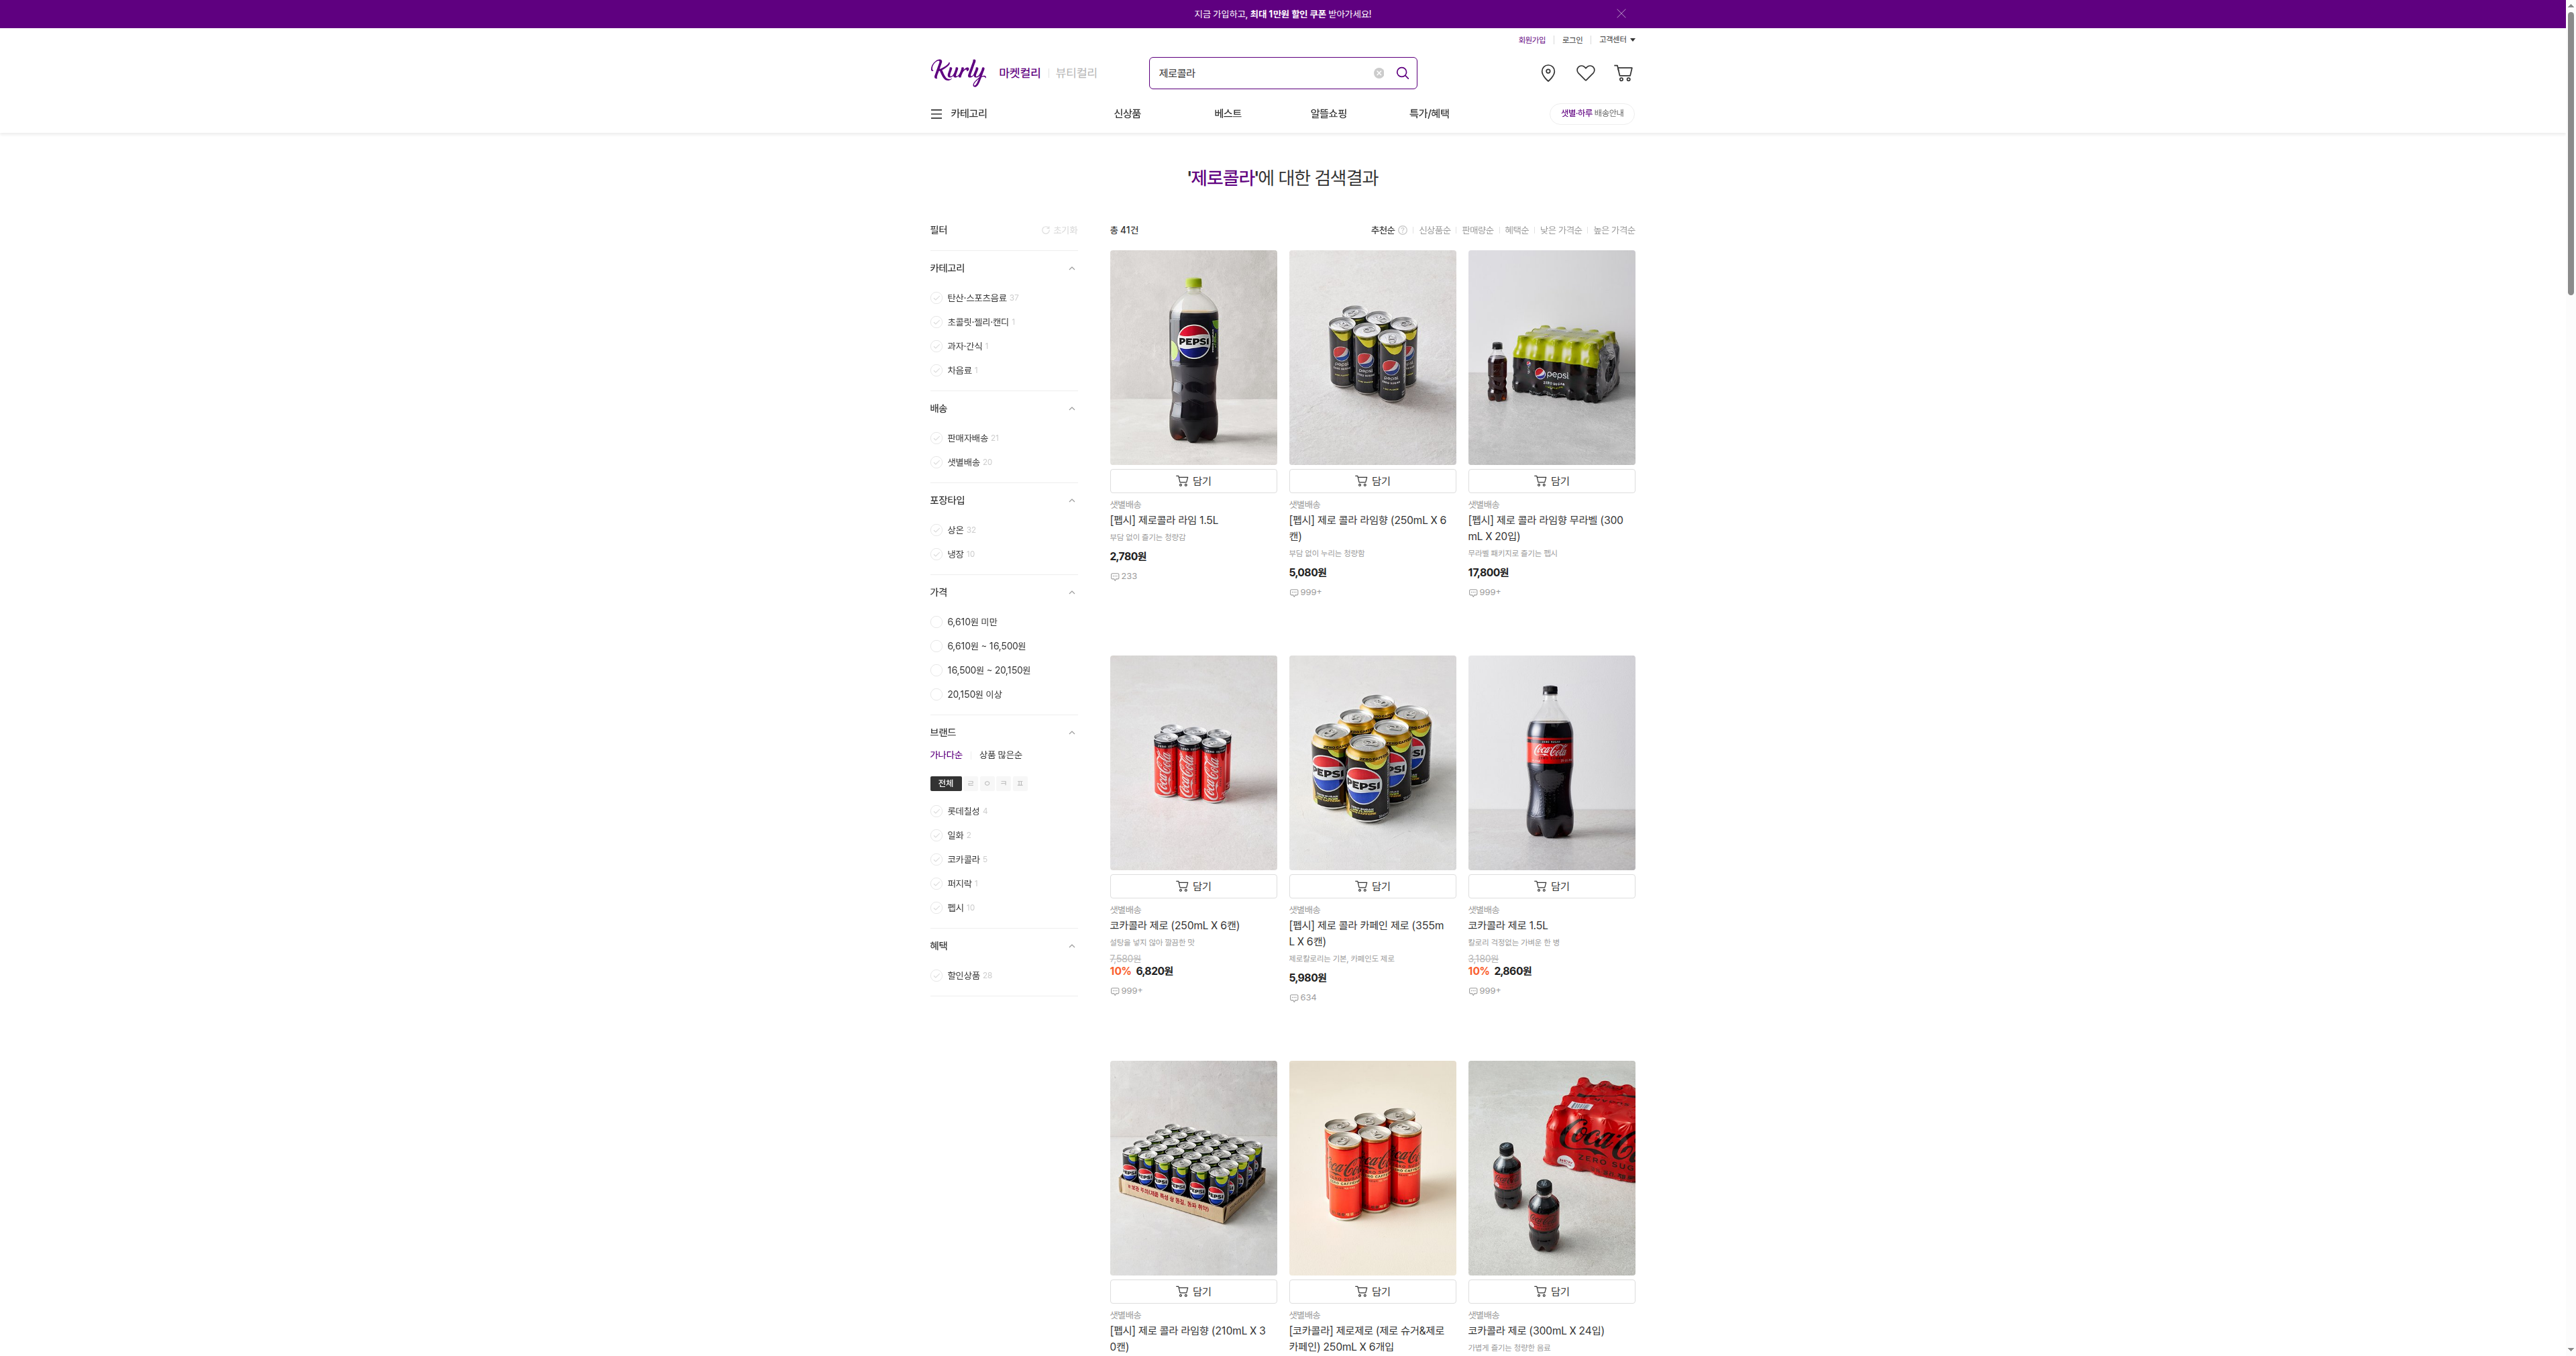 지금 가입하고, 최대 1만원 할인 쿠폰 받아가세요!
회원가입 로그인 고객센터
Kurly 마켓컬리 뷰티컬리
제로콜라
카테고리 신상품 베스트 알뜰쇼핑 특가/혜택 샛별·하루 배송안내
'제로콜라'에 대한 검색결과
필터 초기화
카테고리
탄산·스포츠음료 37
초콜릿·젤리·캔디 1
과자·간식 1
차음료 1
배송
판매자배송 21
샛별배송 20
포장타입
상온 32
냉장 10
가격
6,610원 미만
6,610원 ~ 16,500원
16,500원 ~ 20,150원
20,150원 이상
브랜드
가나다순 상품 많은순
전체 ㄹ ㅇ ㅋ ㅍ
롯데칠성 4
일화 2
코카콜라 5
퍼지락 1
펩시 10
혜택
할인상품 28
총 41건 추천순 신상품순 판매량순 혜택순 낮은 가격순 높은 가격순
PEPSI
pepsi
담기
샛별배송
[펩시] 제로콜라 라임 1.5L
부담 없이 즐기는 청량감
2,780원
233
담기
샛별배송
[펩시] 제로 콜라 라임향 (250mL X 6
캔)
부담 없이 누리는 청량함
5,080원
999+
담기
샛별배송
[펩시] 제로 콜라 라임향 무라벨 (300
mL X 20입)
무라벨 패키지로 즐기는 펩시
17,800원
999+
Coca-Cola
PEPSI
Coca-Cola
담기
샛별배송
코카콜라 제로 (250mL X 6캔)
설탕을 넣지 않아 깔끔한 맛
7,580원
10% 6,820원
999+
담기
샛별배송
[펩시] 제로 콜라 카페인 제로 (355m
L X 6캔)
제로칼로리는 기본, 카페인도 제로
5,980원
634
담기
샛별배송
코카콜라 제로 1.5L
칼로리 걱정없는 가벼운 한 병
3,180원
10% 2,860원
999+
PEPSI
Coca-Cola
Coca-Cola
ZERO SUG
담기
샛별배송
[펩시] 제로 콜라 라임향 (210mL X 3
0캔)
담기
샛별배송
[코카콜라] 제로제로 (제로 슈거&제로
카페인) 250mL X 6개입
담기
샛별배송
코카콜라 제로 (300mL X 24입)
가볍게 즐기는 청량한 음료